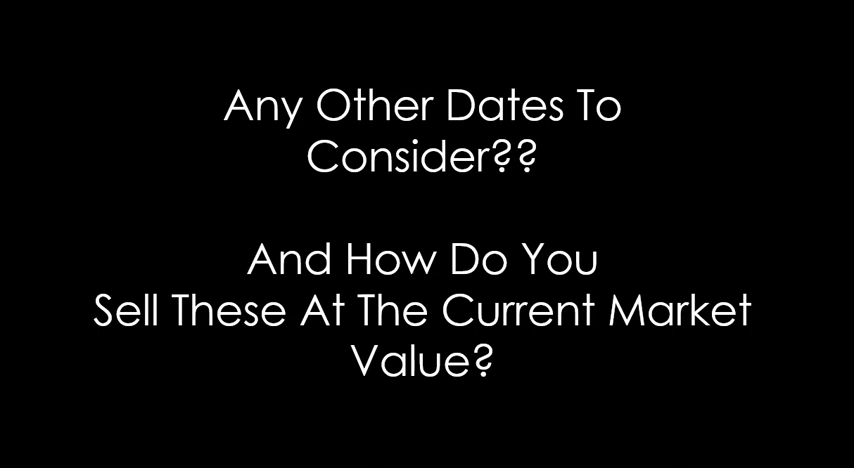 Any Other Dates To
Consider??
And How Do You
Sell These At The Current Market
Value?